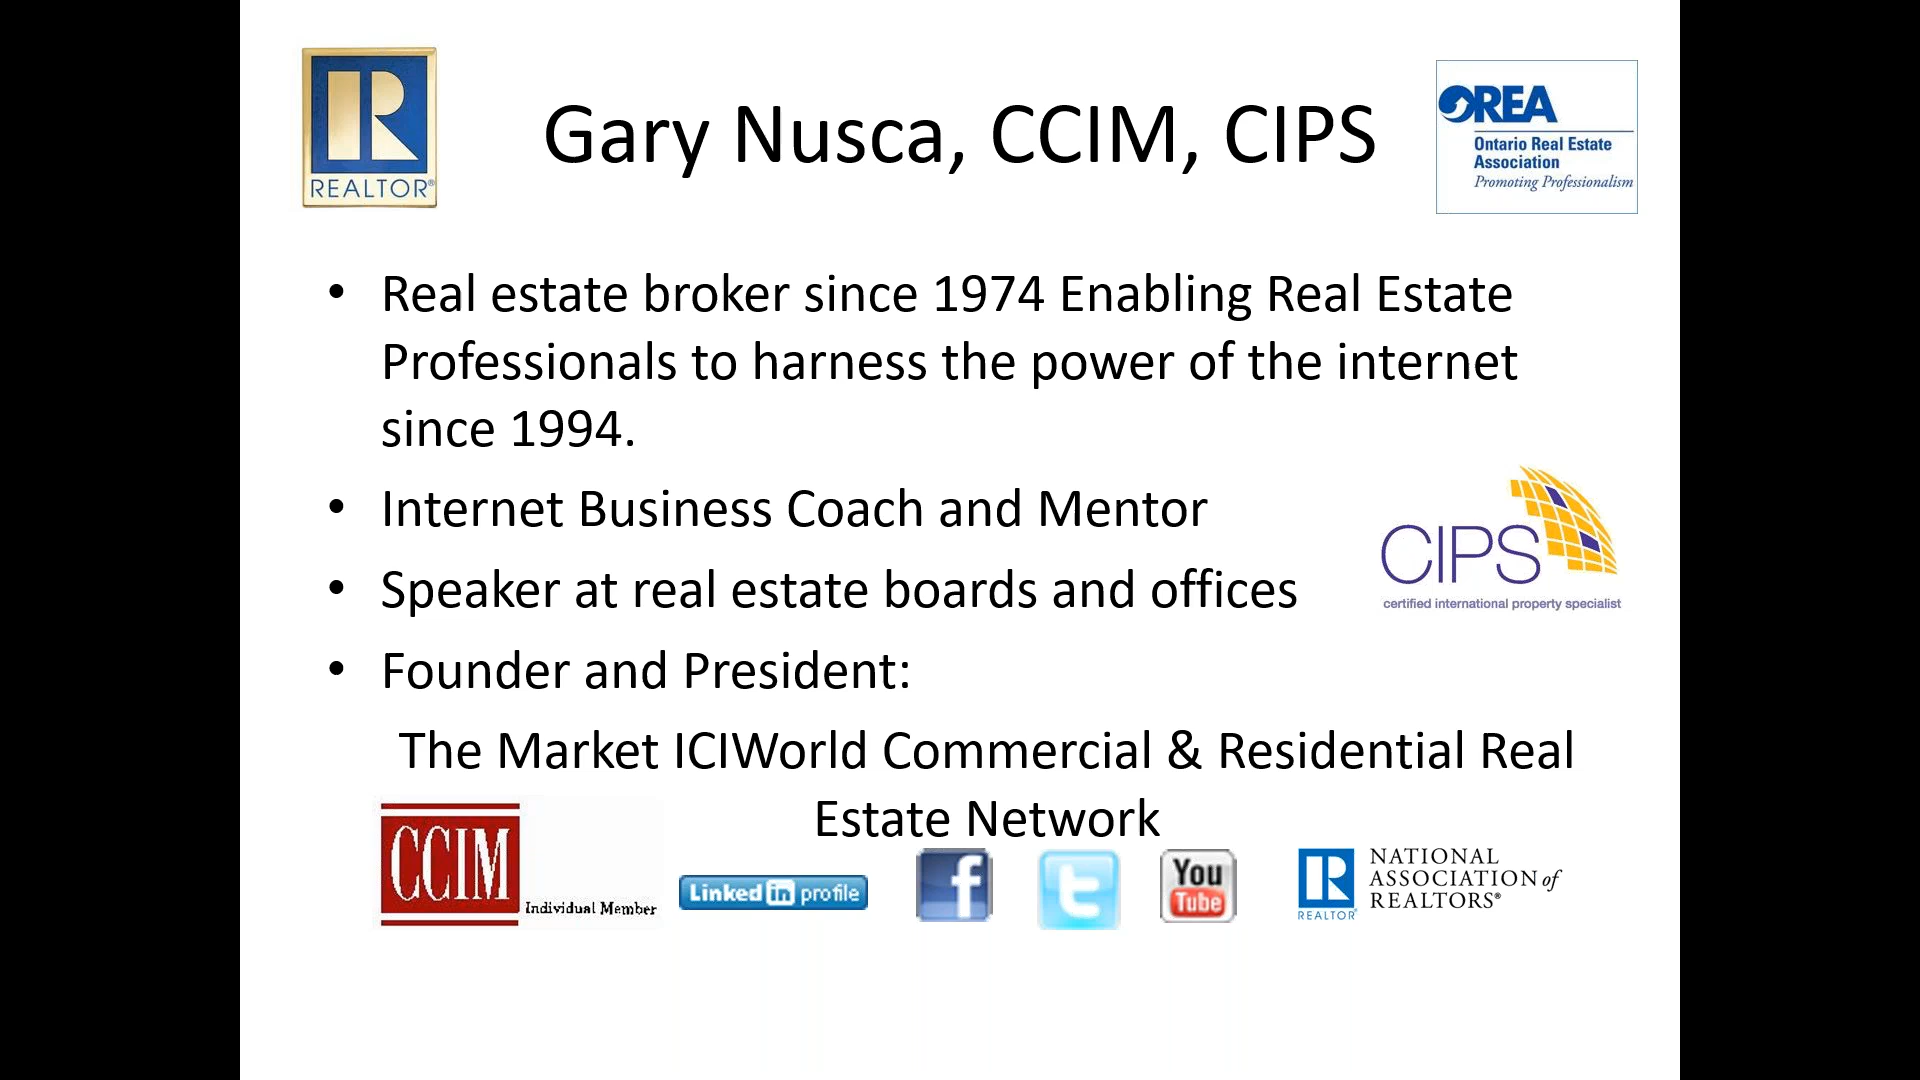 REALTOR®
Gary Nusca, CCIM, CIPS
OREA
Ontario Real Estate
Association
Promoting Professionalism
• Real estate broker since 1974 Enabling Real Estate
Professionals to harness the power of the internet
since 1994.
• Internet Business Coach and Mentor
• Speaker at real estate boards and offices
CIPS
certified international property specialist
• Founder and President:
The Market ICIWorld Commercial & Residential Real
Estate Network
CCIM
Individual Member
Linked in profile
f
t
You
Tube
REALTOR®
NATIONAL
ASSOCIATION of
REALTORS®